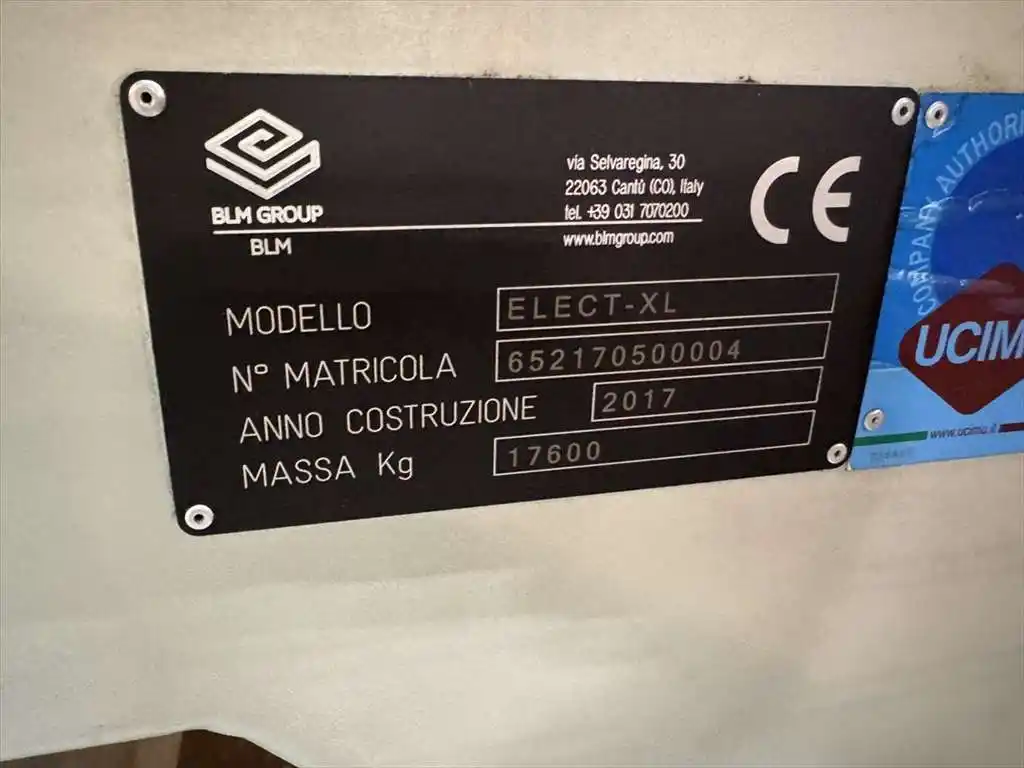 BLM GROUP
BLM
via Selvaregina, 30
22063 Cantù (CO), Italy
tel. +39 031 7070200
www.blmgroup.com
CE
MODELLO ELECT-XL
Nº MATRICOLA 652170500004
ANNO COSTRUZIONE 2017
MASSA Kg 17600
COMPANY AUTHORI
UCIM
www.ucimu.it